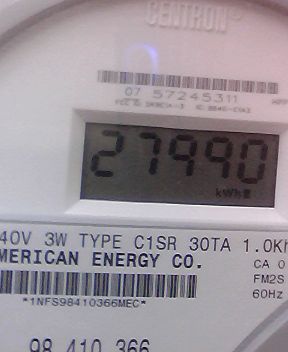 CENTRON®
07 57245311
27990
kWh
40V 3W TYPE C1SR 30TA 1.0Kh
MERICAN ENERGY CO.
CA 0
FM2S
60Hz
*1NFS98410366MEC*
98 410 366